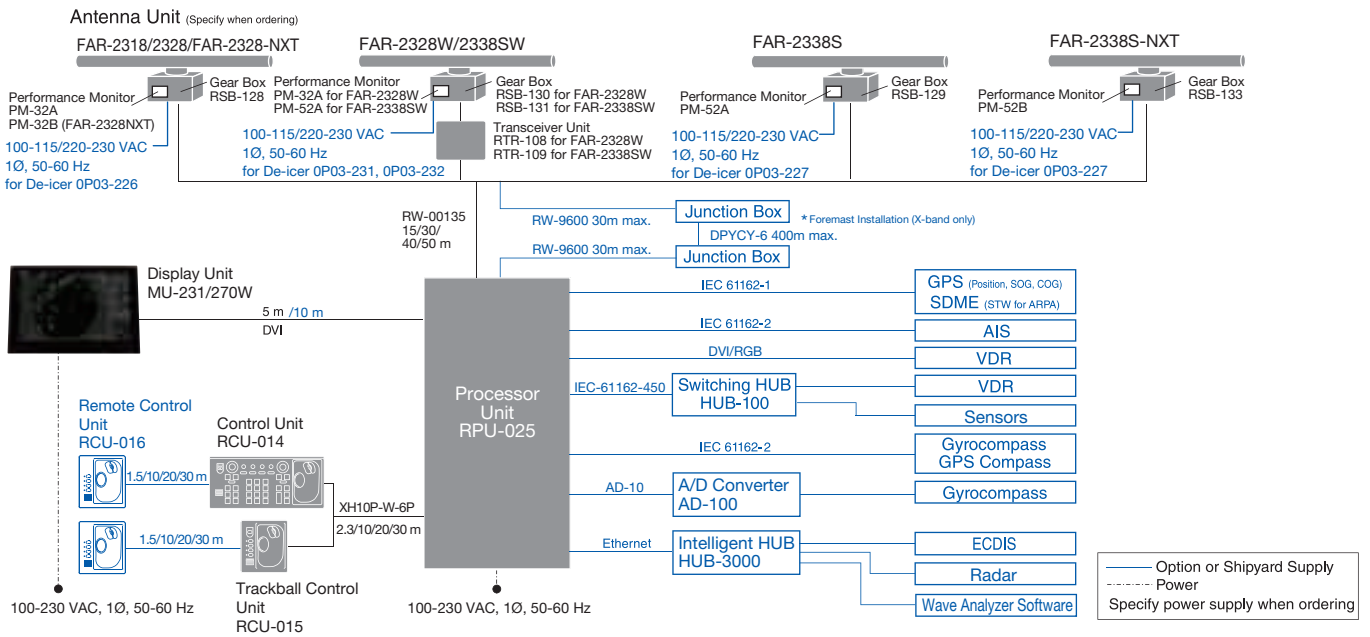 Antenna Unit (Specify when ordering)
FAR-2318/2328/FAR-2328-NXT
Performance Monitor
PM-32A
PM-32B (FAR-2328NXT)
Gear Box
RSB-128
100-115/220-230 VAC
1Ø, 50-60 Hz
for De-icer 0P03-226
FAR-2328W/2338SW
Performance Monitor
PM-32A for FAR-2328W
PM-52A for FAR-2338SW
Gear Box
RSB-130 for FAR-2328W
RSB-131 for FAR-2338SW
100-115/220-230 VAC
1Ø, 50-60 Hz
for De-icer 0P03-231, 0P03-232
Transceiver Unit
RTR-108 for FAR-2328W
RTR-109 for FAR-2338SW
FAR-2338S
Performance Monitor
PM-52A
Gear Box
RSB-129
100-115/220-230 VAC
1Ø, 50-60 Hz
for De-icer 0P03-227
FAR-2338S-NXT
Performance Monitor
PM-52B
Gear Box
RSB-133
100-115/220-230 VAC
1Ø, 50-60 Hz
for De-icer 0P03-227
RW-00135
15/30/
40/50 m
RW-9600 30m max.
Junction Box
* Foremast Installation (X-band only)
DPYCY-6 400m max.
RW-9600 30m max.
Junction Box
Display Unit
MU-231/270W
5 m /10 m
DVI
Processor
Unit
RPU-025
IEC 61162-1
GPS (Position, SOG, COG)
SDME (STW for ARPA)
IEC 61162-2
AIS
DVI/RGB
VDR
IEC-61162-450
Switching HUB
HUB-100
VDR
Sensors
IEC 61162-2
Gyrocompass
GPS Compass
AD-10
A/D Converter
AD-100
Gyrocompass
Ethernet
Intelligent HUB
HUB-3000
ECDIS
Radar
Wave Analyzer Software
Remote Control
Unit
RCU-016
Control Unit
RCU-014
1.5/10/20/30 m
XH10P-W-6P
2.3/10/20/30 m
1.5/10/20/30 m
Trackball Control
Unit
RCU-015
100-230 VAC, 1Ø, 50-60 Hz
100-230 VAC, 1Ø, 50-60 Hz
Option or Shipyard Supply
Power
Specify power supply when ordering